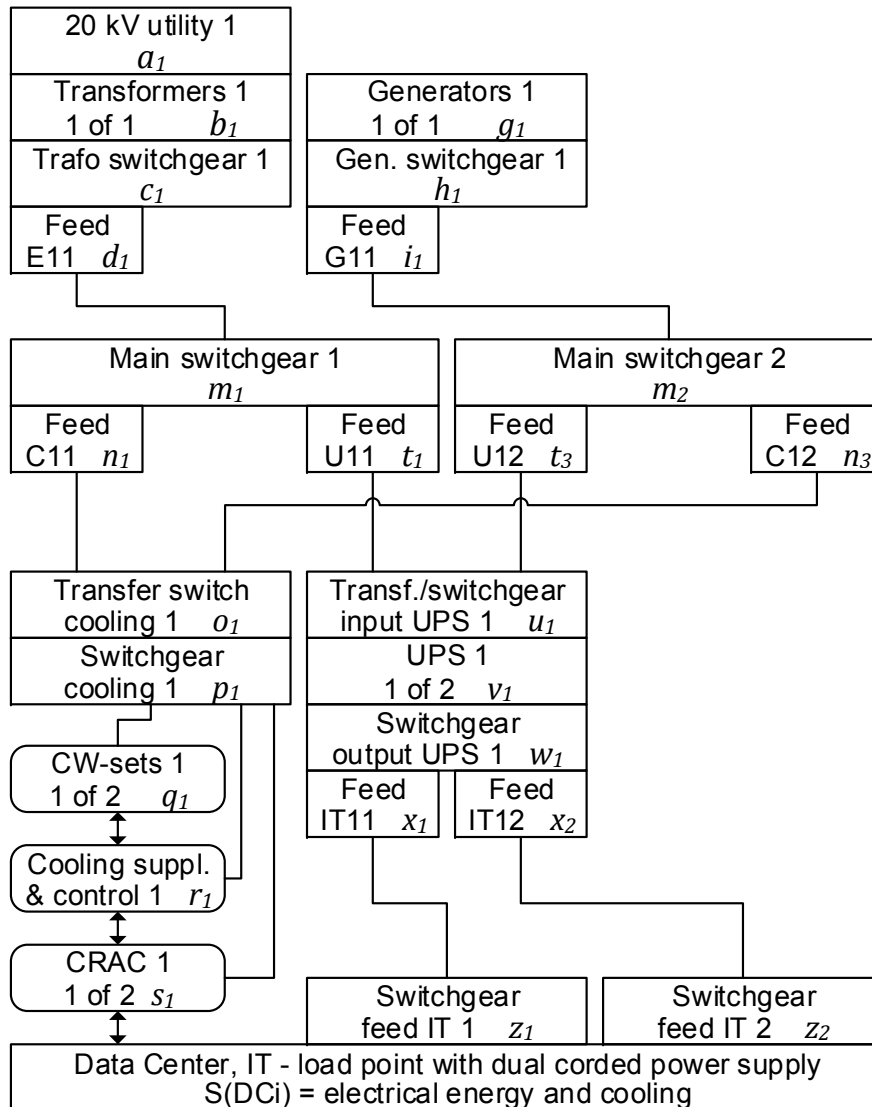 20 kV utility 1
a₁
Transformers 1
1 of 1 b₁
Trafo switchgear 1
c₁
Feed
E11 d₁
Generators 1
1 of 1 g₁
Gen. switchgear 1
h₁
Feed
G11 i₁
Main switchgear 1
m₁
Feed
C11 n₁
Feed
U11 t₁
Main switchgear 2
m₂
Feed
U12 t₃
Feed
C12 n₃
Transfer switch
cooling 1 o₁
Switchgear
cooling 1 p₁
Transf./switchgear
input UPS 1 u₁
UPS 1
1 of 2 v₁
Switchgear
output UPS 1 w₁
Feed
IT11 x₁
Feed
IT12 x₂
CW-sets 1
1 of 2 q₁
Cooling suppl.
& control 1 r₁
CRAC 1
1 of 2 s₁
Switchgear
feed IT 1 z₁
Switchgear
feed IT 2 z₂
Data Center, IT - load point with dual corded power supply
S(DCi) = electrical energy and cooling